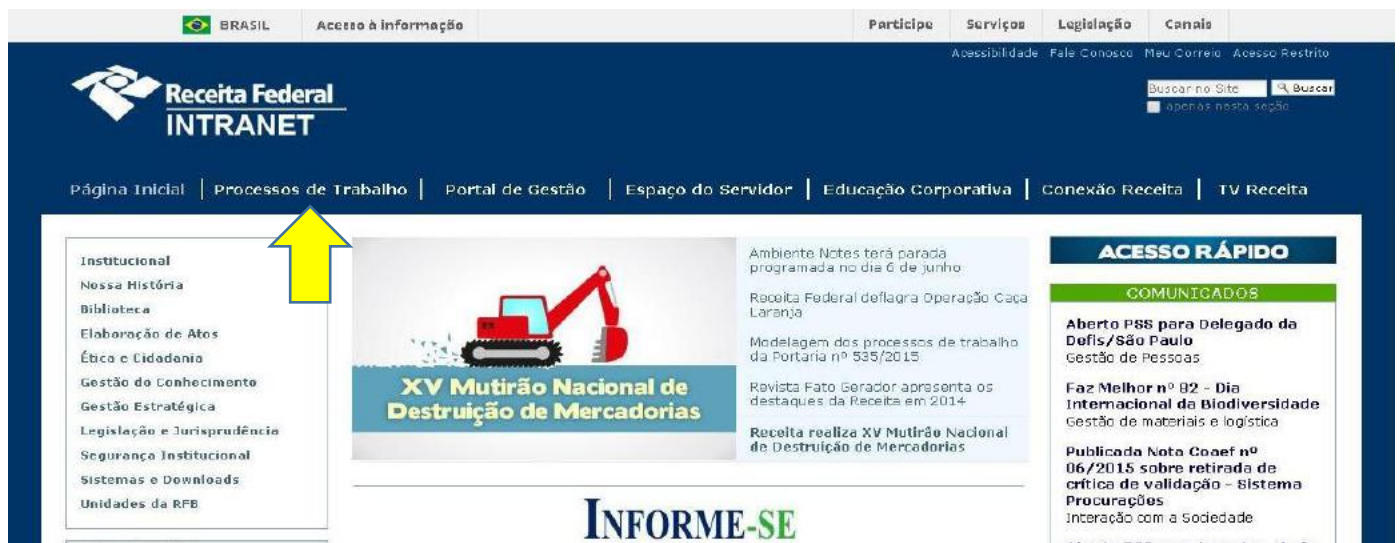 BRASIL Acesso à informação Participe Serviços Legislação Canais
Acessibilidade Fale Conosco Meu Correio Acesso Restrito
Receita Federal
INTRANET
Buscar no Site Buscar
apenas nesta seção
Página Inicial Processos de Trabalho Portal de Gestão Espaço do Servidor Educação Corporativa Conexão Receita TV Receita
Institucional
Nossa História
Biblioteca
Elaboração de Atos
Ética e Cidadania
Gestão do Conhecimento
Gestão Estratégica
Legislação e Jurisprudência
Segurança Institucional
Sistemas e Downloads
Unidades da RFB
XV Mutirão Nacional de
Destruição de Mercadorias
Ambiente Notes terá parada
programada no dia 6 de junho
Receita Federal deflagra Operação Caça
Laranja
Modelagem dos processos de trabalho
da Portaria nº 535/2015
Revista Fato Gerador apresenta os
destaques da Receita em 2014
Receita realiza XV Mutirão Nacional
de Destruição de Mercadorias
INFORME-SE
ACESSO RÁPIDO
COMUNICADOS
Aberto PSS para Delegado da
Defis/São Paulo
Gestão de Pessoas
Faz Melhor nº 82 - Dia
Internacional da Biodiversidade
Gestão de materiais e logística
Publicada Nota Coaef nº
06/2015 sobre retirada de
crítica de validação - Sistema
Procurações
Interação com a Sociedade